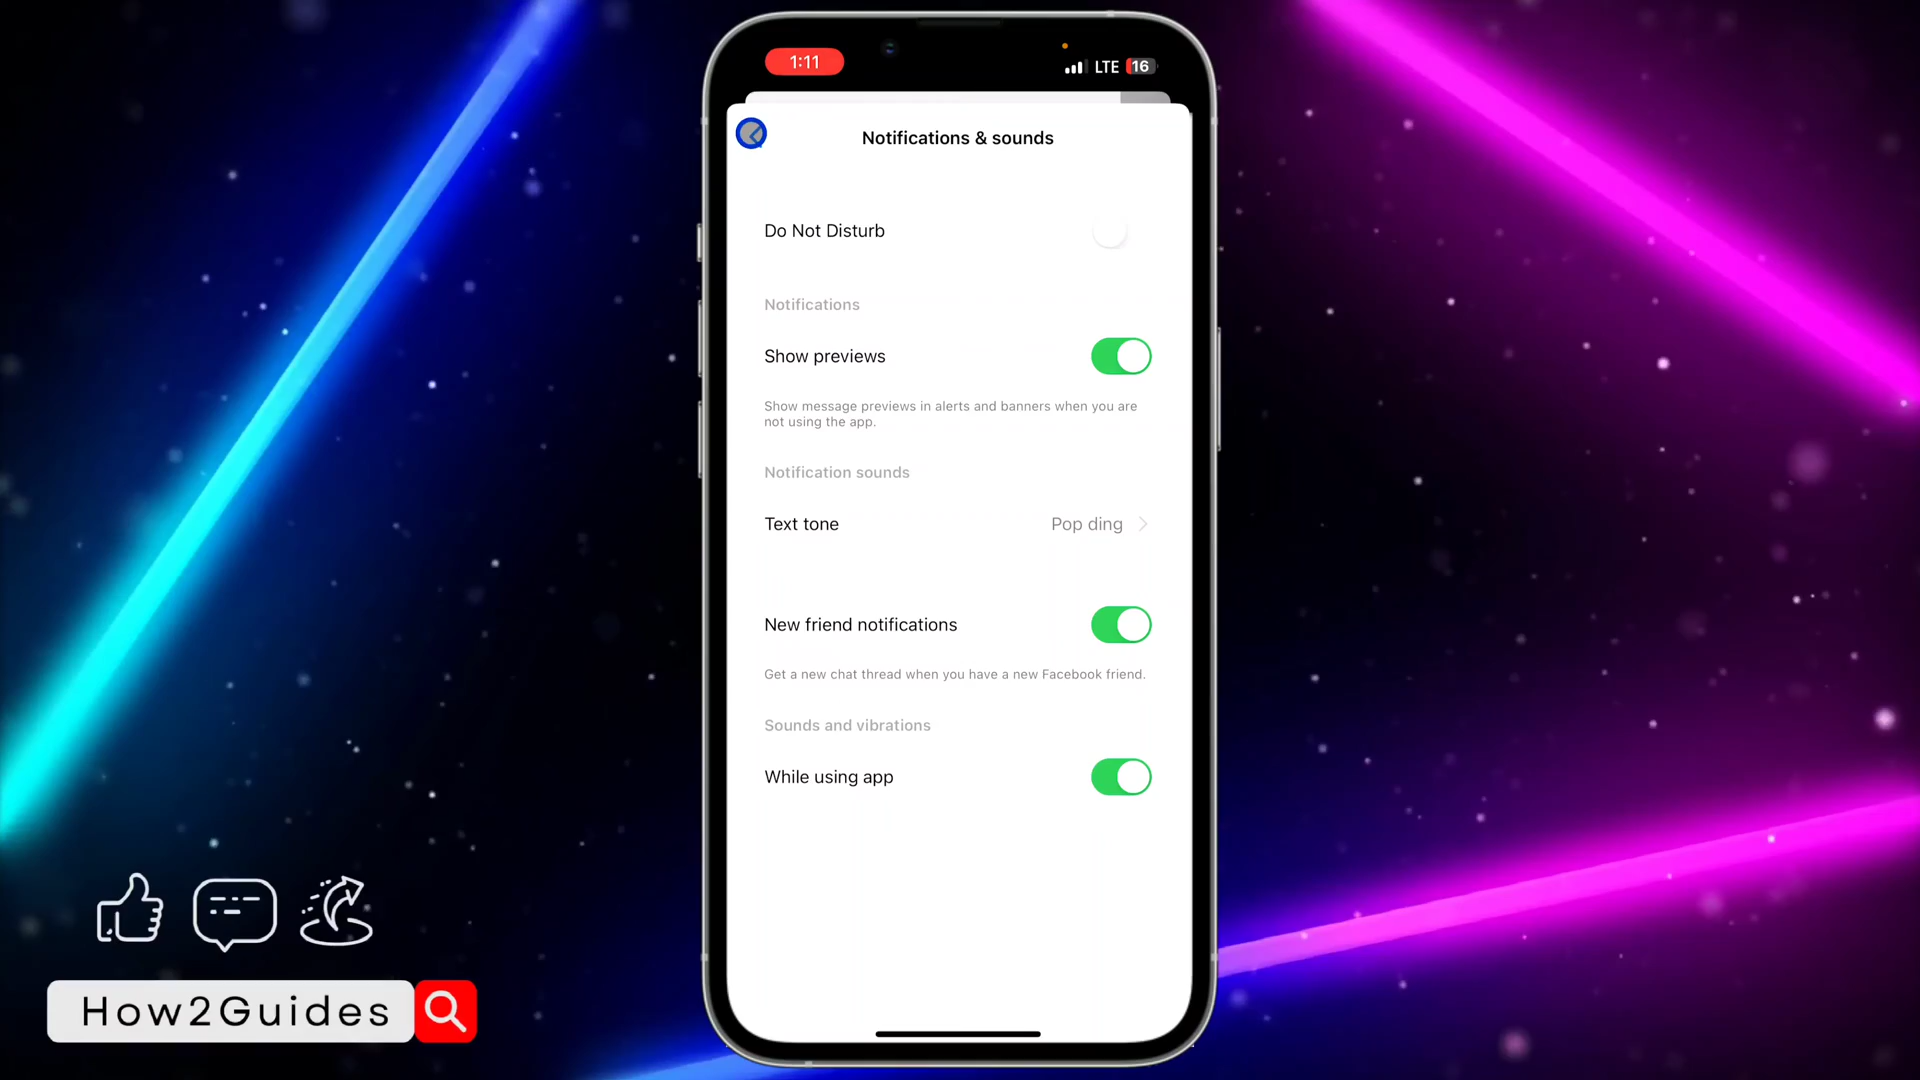 1:11
LTE 16
Notifications & sounds
Do Not Disturb
Notifications
Show previews
Show message previews in alerts and banners when you are
not using the app.
Notification sounds
Text tone Pop ding
New friend notifications
Get a new chat thread when you have a new Facebook friend.
Sounds and vibrations
While using app
How2Guides